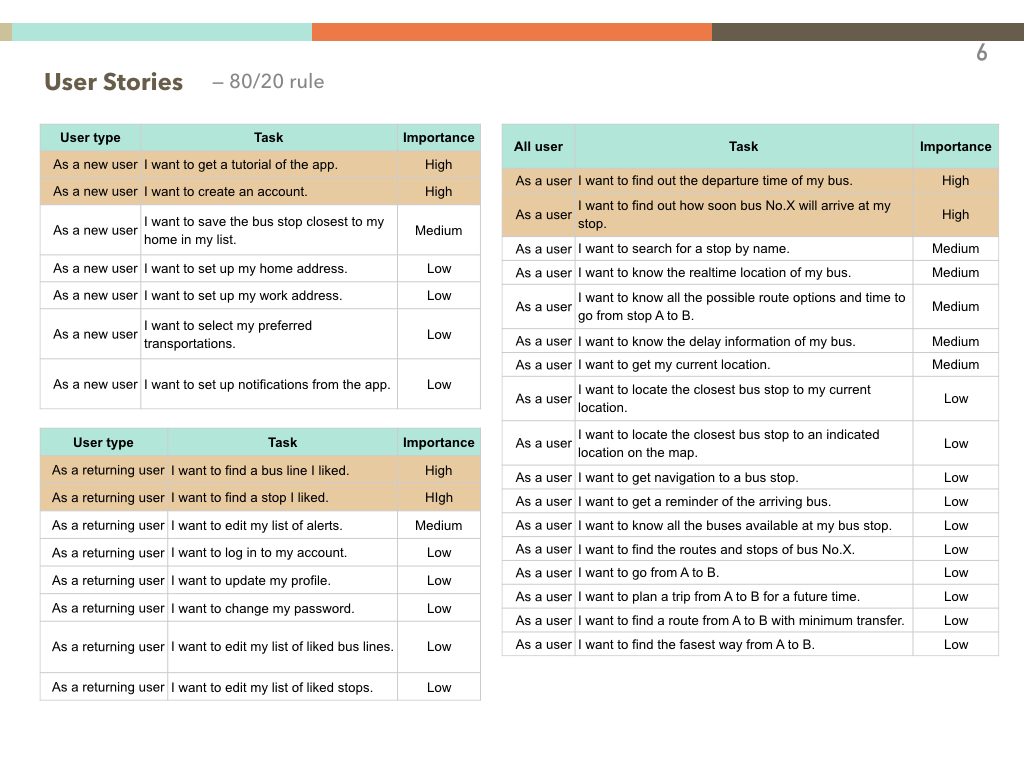 6
User Stories – 80/20 rule
User type Task Importance
As a new user I want to get a tutorial of the app. High
As a new user I want to create an account. High
As a new user I want to save the bus stop closest to my
home in my list. Medium
As a new user I want to set up my home address. Low
As a new user I want to set up my work address. Low
As a new user I want to select my preferred
transportations. Low
As a new user I want to set up notifications from the app. Low
User type Task Importance
As a returning user I want to find a bus line I liked. High
As a returning user I want to find a stop I liked. HIgh
As a returning user I want to edit my list of alerts. Medium
As a returning user I want to log in to my account. Low
As a returning user I want to update my profile. Low
As a returning user I want to change my password. Low
As a returning user I want to edit my list of liked bus lines. Low
As a returning user I want to edit my list of liked stops. Low
All user Task Importance
As a user I want to find out the departure time of my bus. High
As a user I want to find out how soon bus No.X will arrive at my
stop. High
As a user I want to search for a stop by name. Medium
As a user I want to know the realtime location of my bus. Medium
As a user I want to know all the possible route options and time to
go from stop A to B. Medium
As a user I want to know the delay information of my bus. Medium
As a user I want to get my current location. Medium
As a user I want to locate the closest bus stop to my current
location. Low
As a user I want to locate the closest bus stop to an indicated
location on the map. Low
As a user I want to get navigation to a bus stop. Low
As a user I want to get a reminder of the arriving bus. Low
As a user I want to know all the buses available at my bus stop. Low
As a user I want to find the routes and stops of bus No.X. Low
As a user I want to go from A to B. Low
As a user I want to plan a trip from A to B for a future time. Low
As a user I want to find a route from A to B with minimum transfer. Low
As a user I want to find the fasest way from A to B. Low